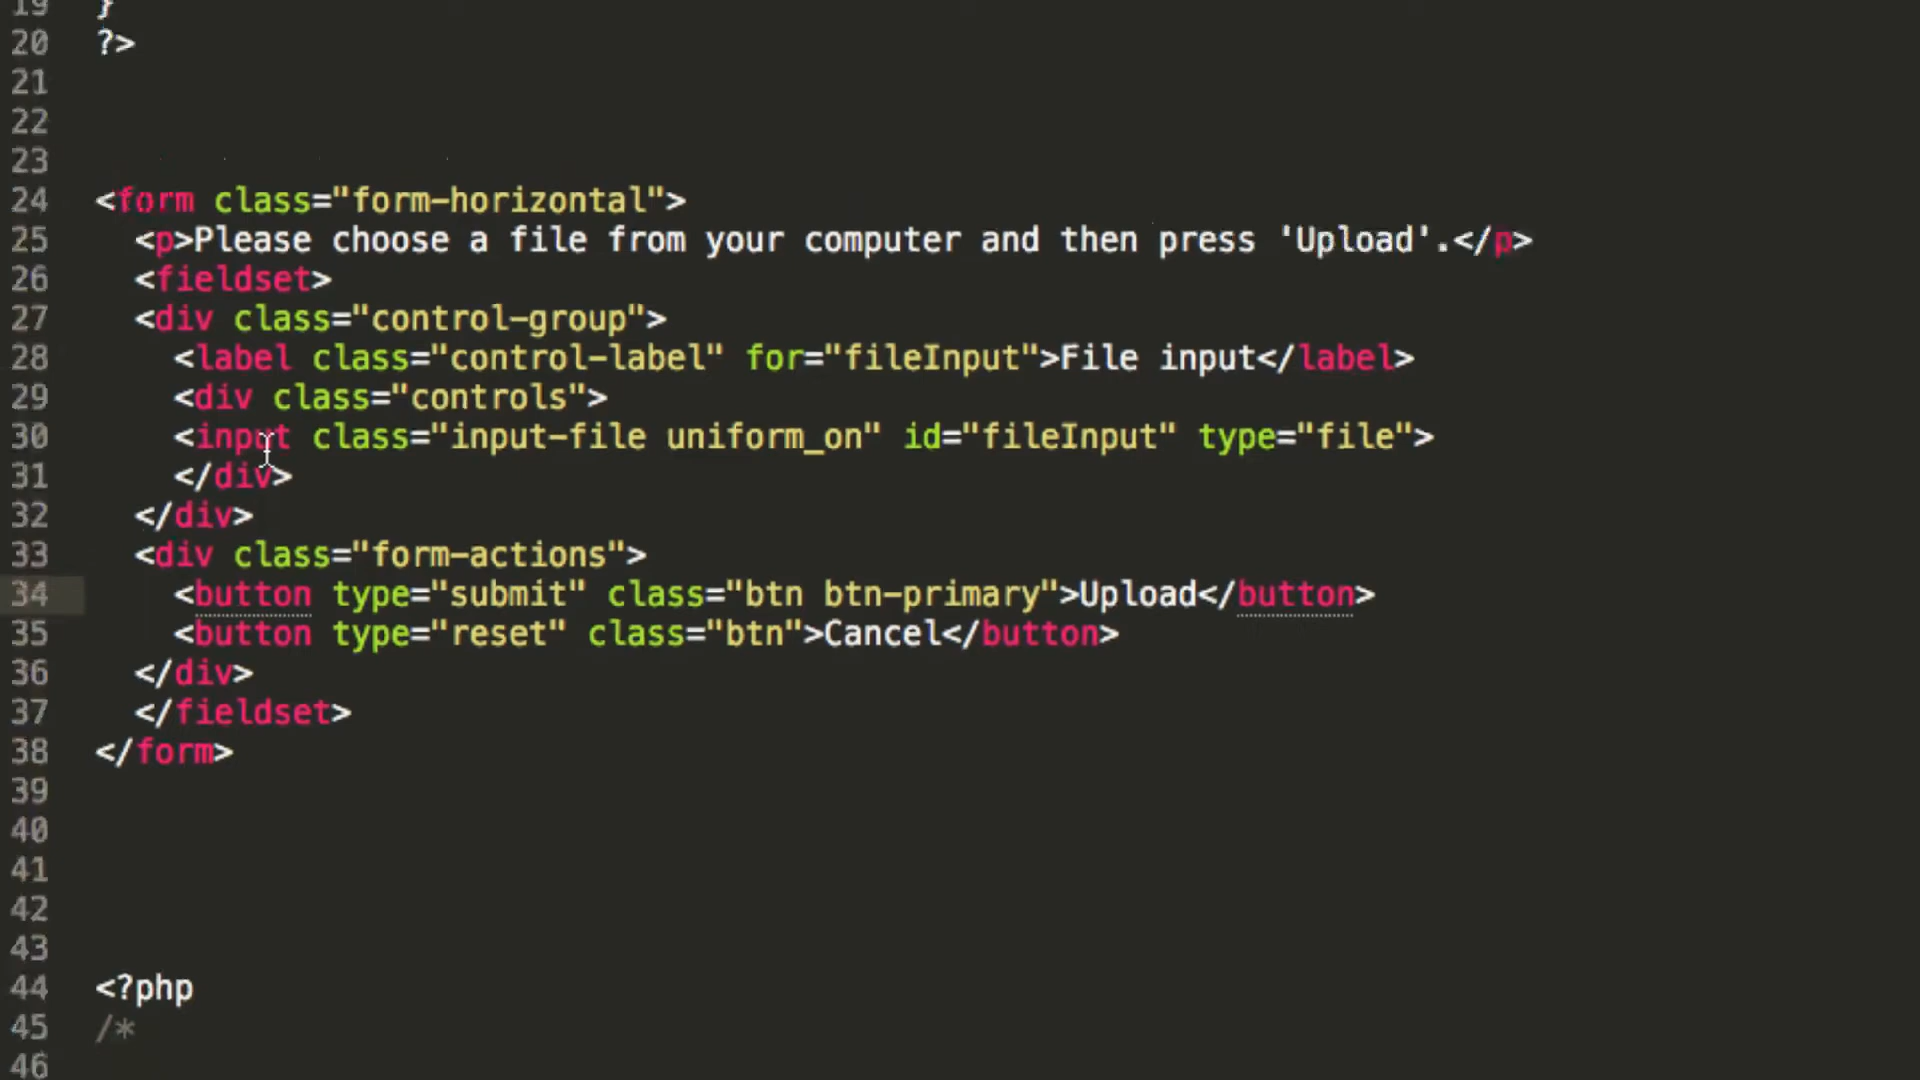 19 }
20 ?>
21
22
23
24 <form class="form-horizontal">
25 <p>Please choose a file from your computer and then press 'Upload'.</p>
26 <fieldset>
27 <div class="control-group">
28 <label class="control-label" for="fileInput">File input</label>
29 <div class="controls">
30 <input class="input-file uniform_on" id="fileInput" type="file">
31 </div>
32 </div>
33 <div class="form-actions">
34 <button type="submit" class="btn btn-primary">Upload</button>
35 <button type="reset" class="btn">Cancel</button>
36 </div>
37 </fieldset>
38 </form>
39
40
41
42
43
44 <?php
45 /*
46